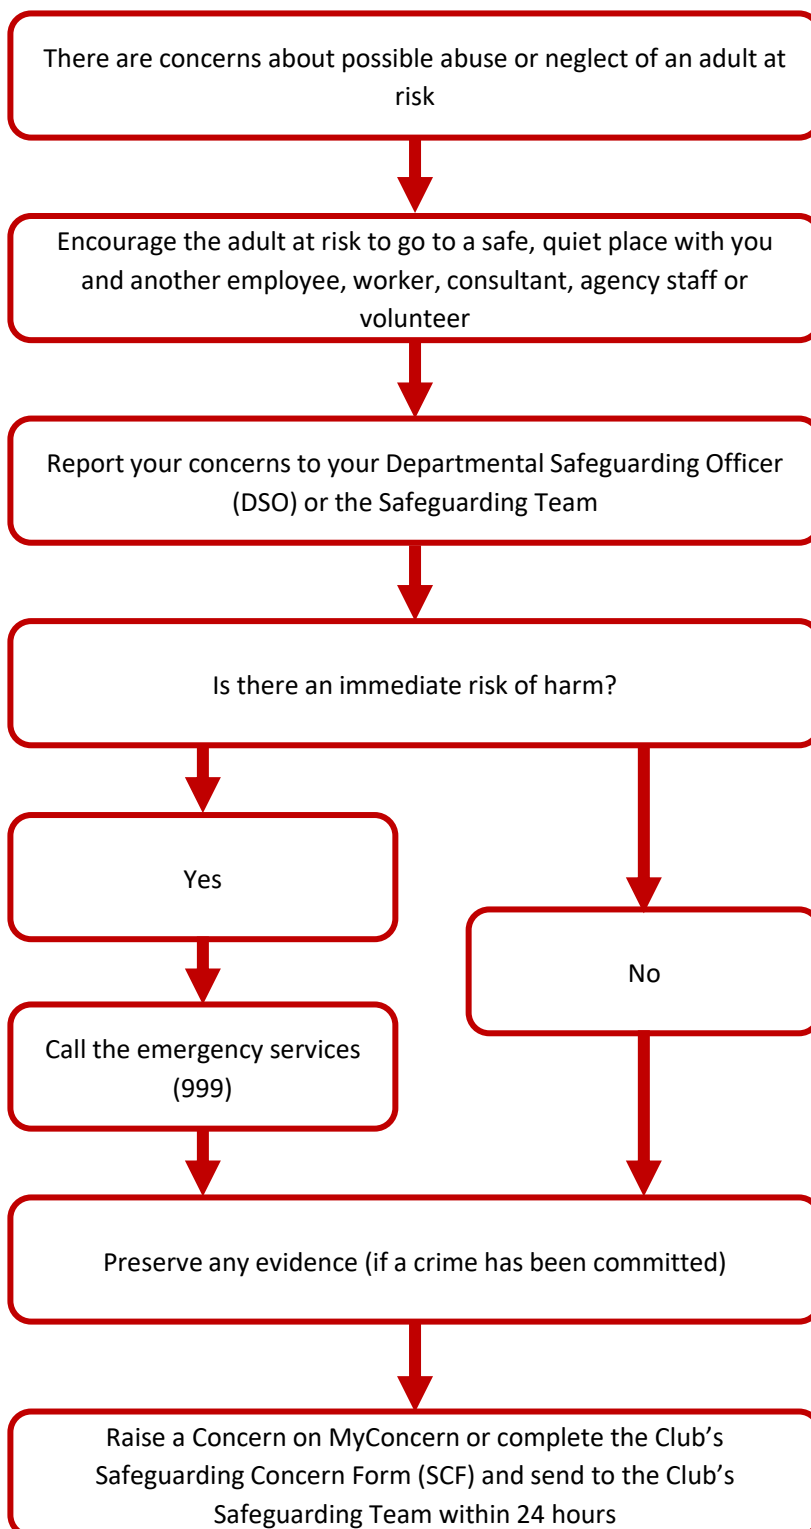 There are concerns about possible abuse or neglect of an adult at
risk
Encourage the adult at risk to go to a safe, quiet place with you
and another employee, worker, consultant, agency staff or
volunteer
Report your concerns to your Departmental Safeguarding Officer
(DSO) or the Safeguarding Team
Is there an immediate risk of harm?
Yes
No
Call the emergency services
(999)
Preserve any evidence (if a crime has been committed)
Raise a Concern on MyConcern or complete the Club’s
Safeguarding Concern Form (SCF) and send to the Club’s
Safeguarding Team within 24 hours